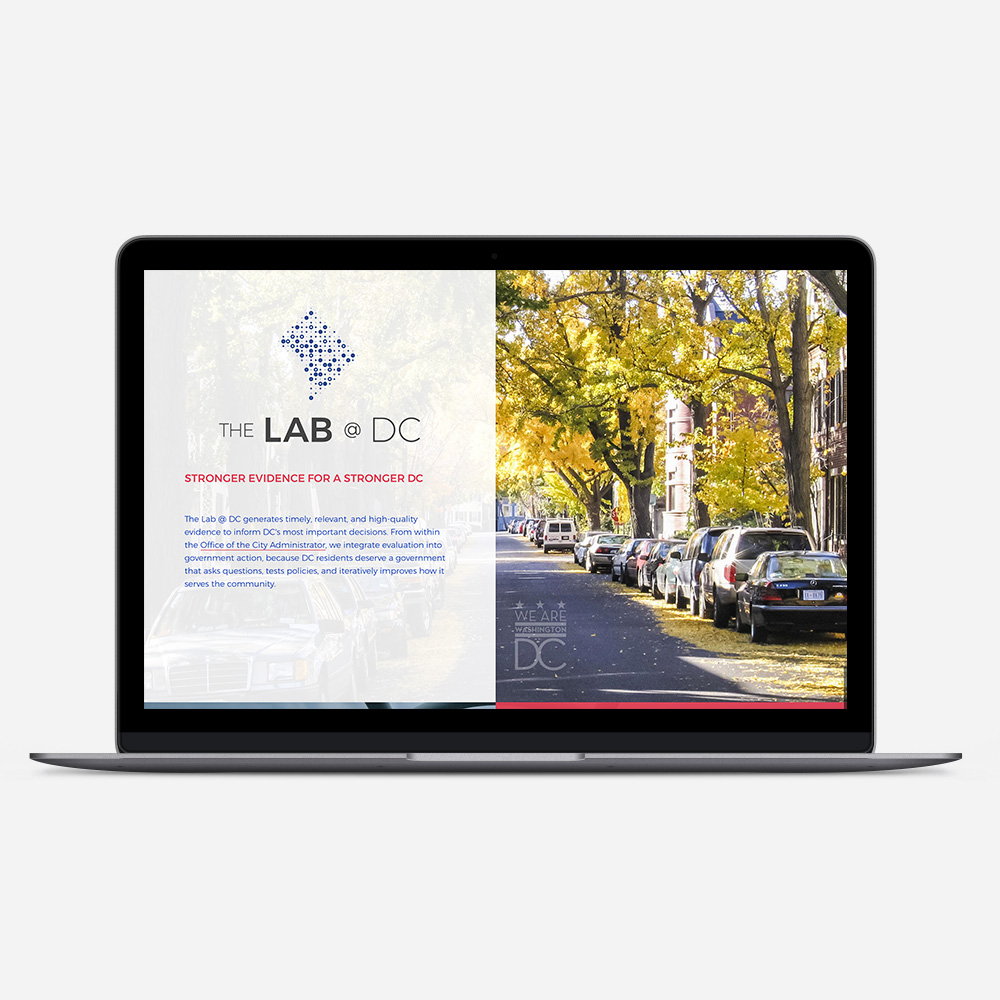 THE LAB @ DC
STRONGER EVIDENCE FOR A STRONGER DC
The Lab @ DC generates timely, relevant, and high-quality
evidence to inform DC's most important decisions. From within
the Office of the City Administrator, we integrate evaluation into
government action, because DC residents deserve a government
that asks questions, tests policies, and iteratively improves how it
serves the community.
WE ARE
WASHINGTON
DC